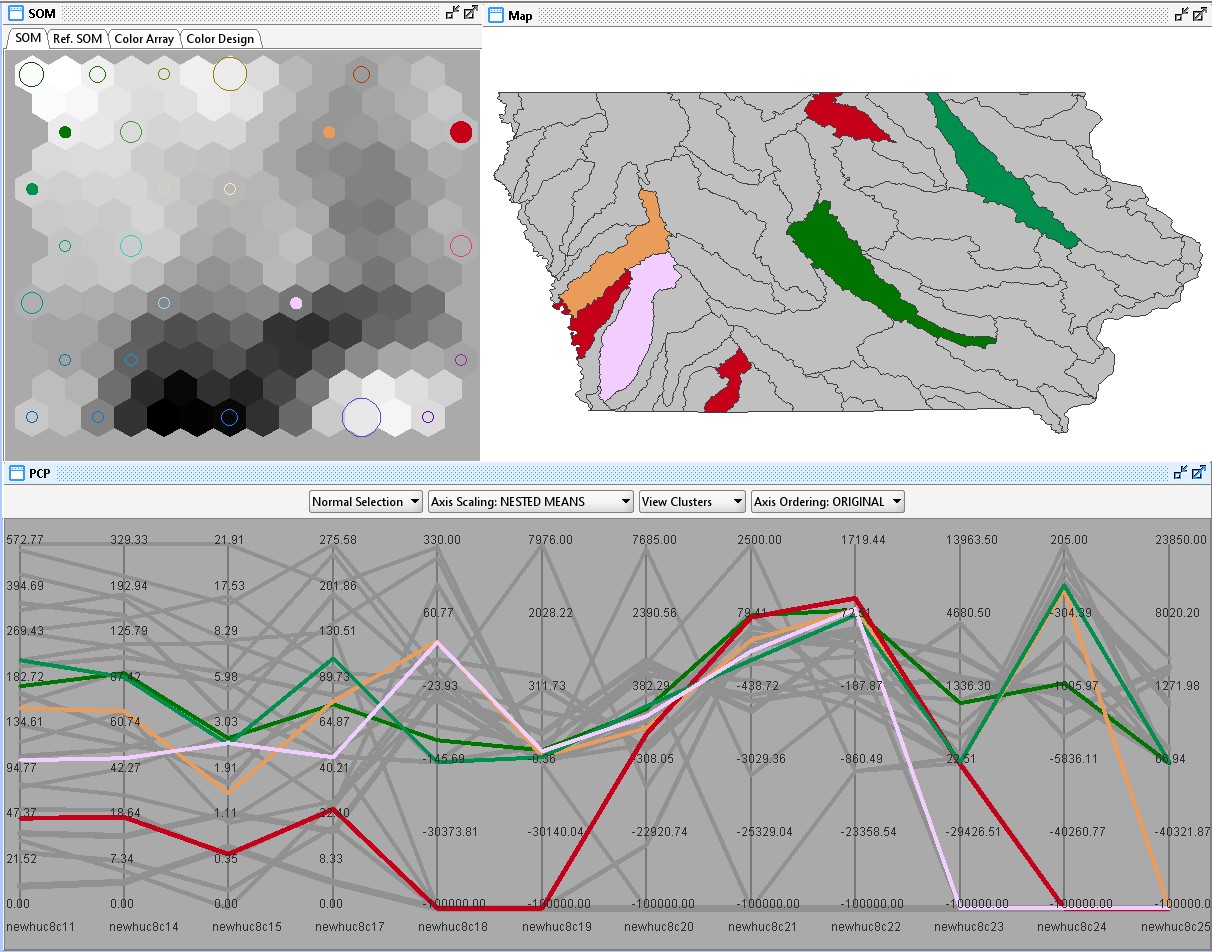 SOM
Map
SOM Ref. SOM Color Array Color Design
PCP
Normal Selection Axis Scaling: NESTED MEANS View Clusters Axis Ordering: ORIGINAL
572.77 329.33 21.91 275.58 330.00 7976.00 7685.00 2500.00 1719.44 13963.50 205.00 23850.00
394.69 192.94 17.53 201.86
60.77 2028.22 2390.56 79.41 73.51 4680.50 -304.39 8020.20
269.43 125.79 8.29 130.51
182.72 87.42 5.98 89.73
-23.93 311.73 382.29 -438.72 -187.87 1336.30 -1605.97 1271.98
134.61 60.74 3.03 64.87
-145.69 -0.36 -308.05 -3029.36 -860.49 22.51 -5836.11
94.77 42.27 1.91 40.21
47.37 18.64 1.11 22.40
-30373.81 -30140.04 -22920.74 -25329.04 -23358.54 -29426.51 -40260.77 -40321.87
21.52 7.34 0.35 8.33
0.00 0.00 0.00 0.00 -100000.00 -100000.00 -100000.00 -100000.00 -100000.00 -100000.00 -100000.00 -100000.0
newhuc8c11 newhuc8c14 newhuc8c15 newhuc8c17 newhuc8c18 newhuc8c19 newhuc8c20 newhuc8c21 newhuc8c22 newhuc8c23 newhuc8c24 newhuc8c25